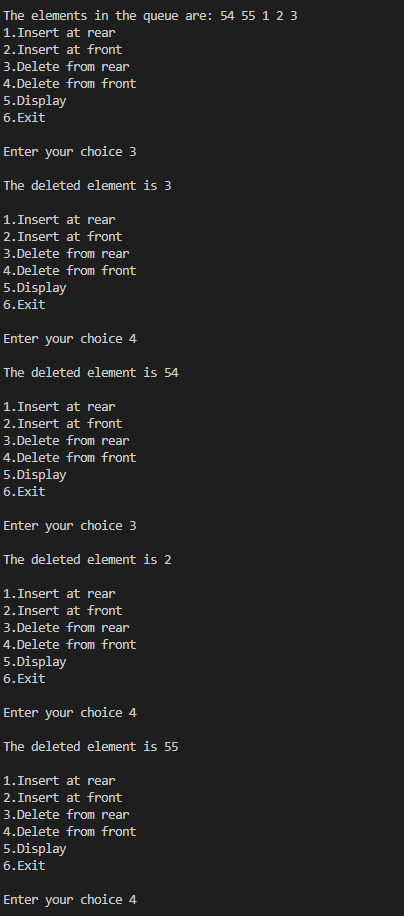 The elements in the queue are: 54 55 1 2 3
1.Insert at rear
2.Insert at front
3.Delete from rear
4.Delete from front
5.Display
6.Exit
Enter your choice 3
The deleted element is 3
1.Insert at rear
2.Insert at front
3.Delete from rear
4.Delete from front
5.Display
6.Exit
Enter your choice 4
The deleted element is 54
1.Insert at rear
2.Insert at front
3.Delete from rear
4.Delete from front
5.Display
6.Exit
Enter your choice 3
The deleted element is 2
1.Insert at rear
2.Insert at front
3.Delete from rear
4.Delete from front
5.Display
6.Exit
Enter your choice 4
The deleted element is 55
1.Insert at rear
2.Insert at front
3.Delete from rear
4.Delete from front
5.Display
6.Exit
Enter your choice 4